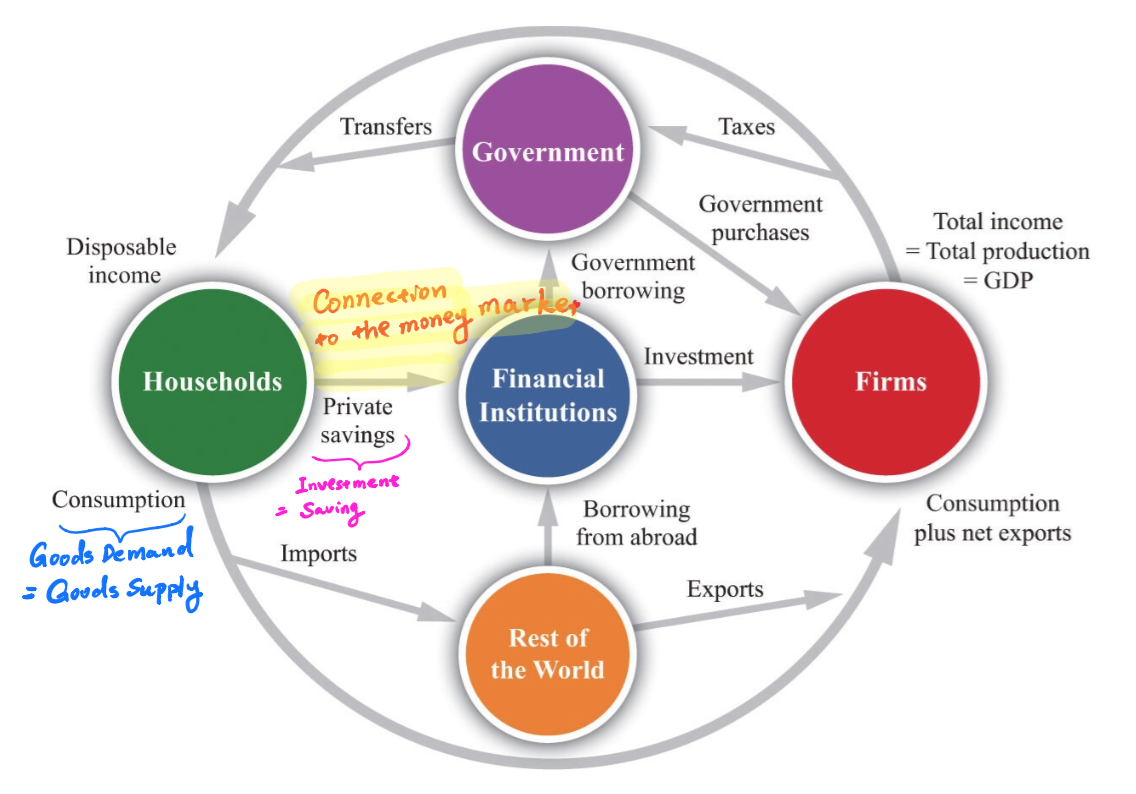 Transfers
Taxes
Government
Government
purchases
Total income
= Total production
= GDP
Disposable
income
Government
borrowing
Connection
to the money market
Households
Financial
Institutions
Investment
Firms
Private
savings
Investment
= Saving
Consumption
Goods Demand
= Goods Supply
Imports
Borrowing
from abroad
Consumption
plus net exports
Exports
Rest of
the World